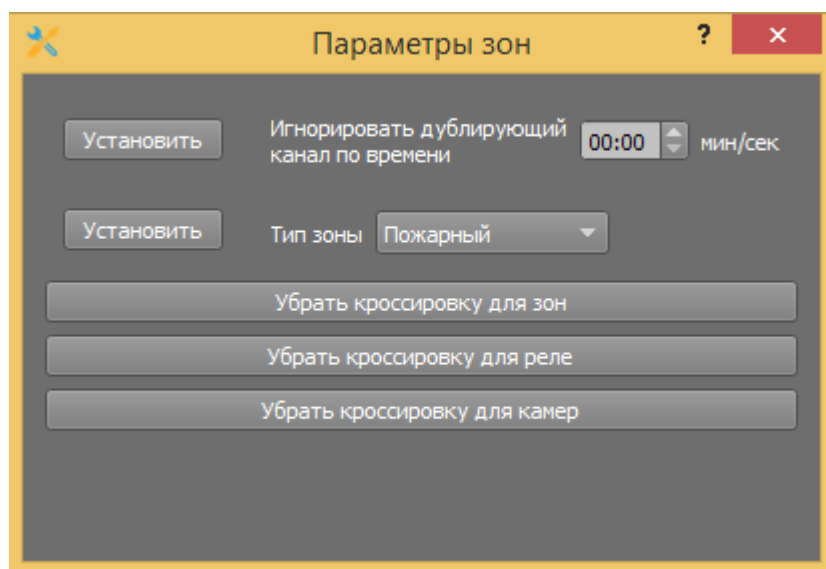 Параметры зон
?
Установить
Игнорировать дублирующий
канал по времени
00:00
мин/сек
Установить
Тип зоны
Пожарный
Убрать кроссировку для зон
Убрать кроссировку для реле
Убрать кроссировку для камер